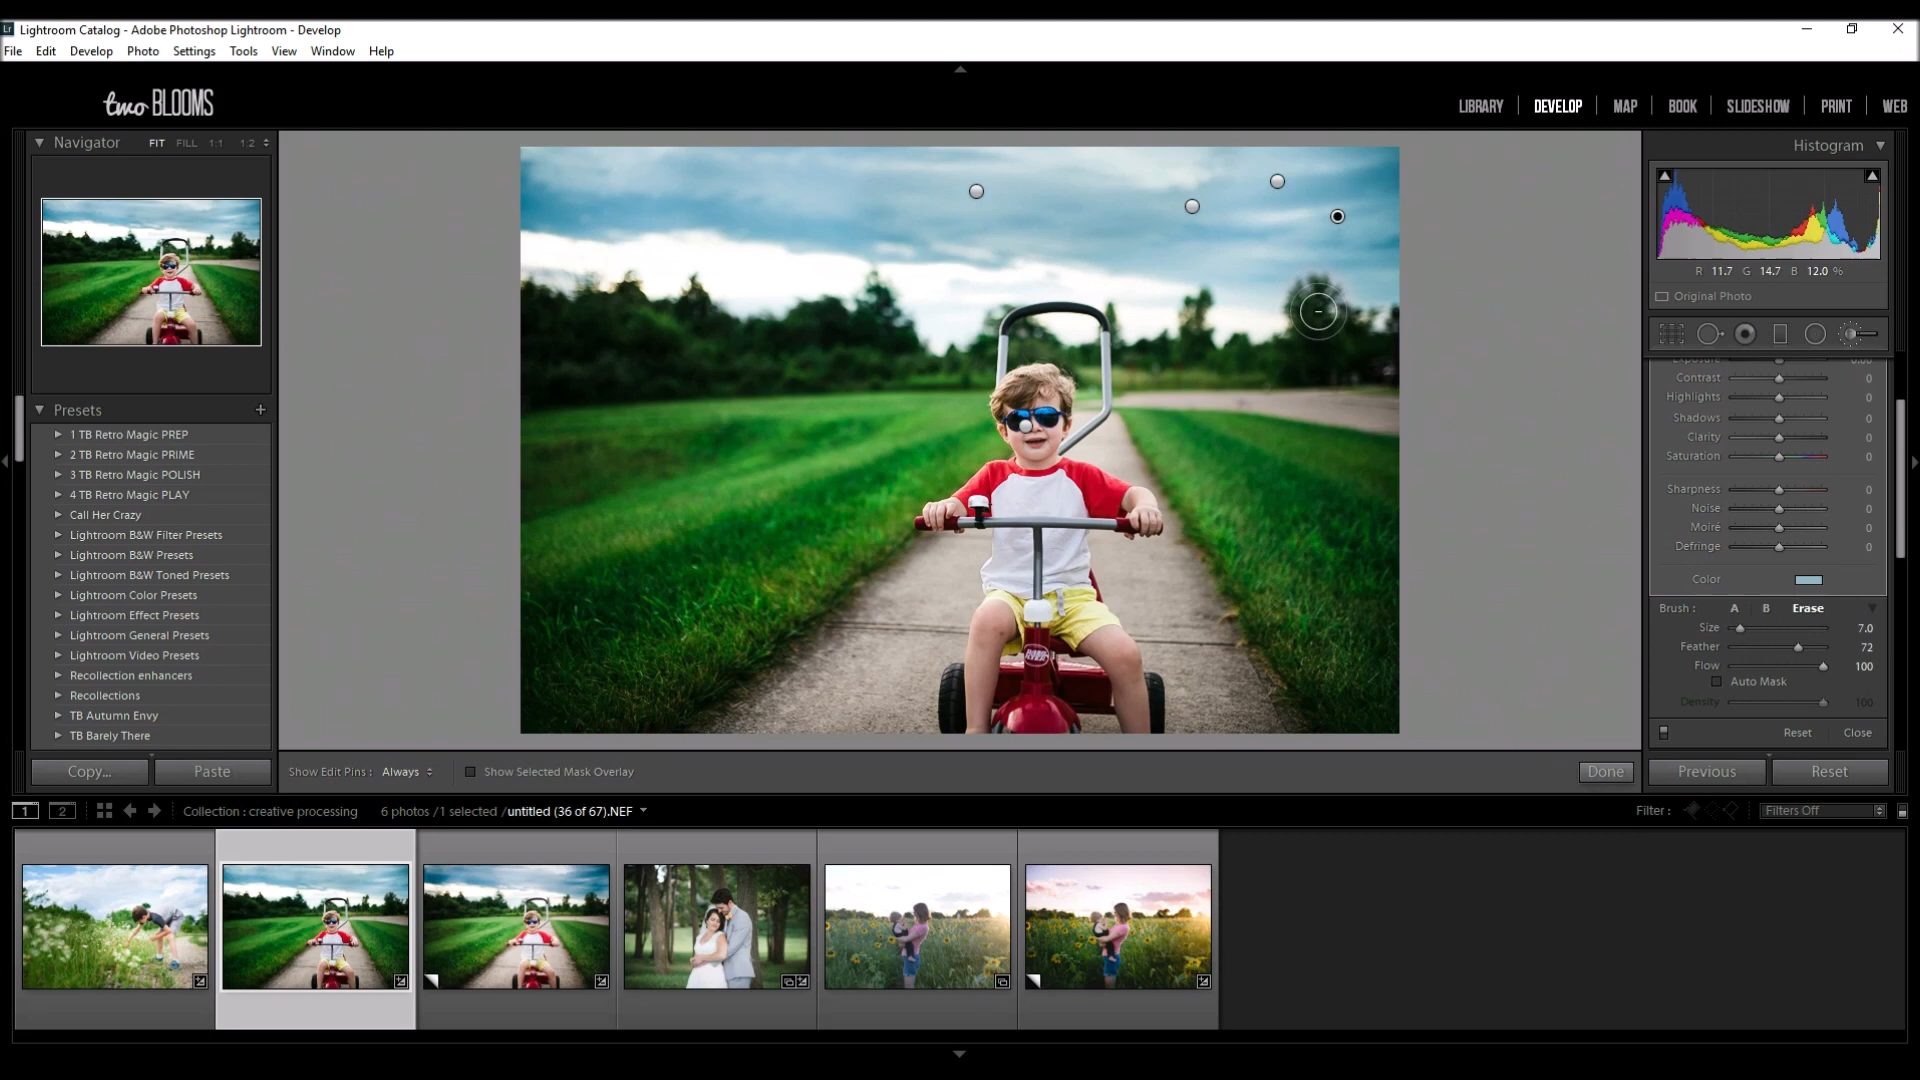 Lr Lightroom Catalog - Adobe Photoshop Lightroom - Develop
File Edit Develop Photo Settings Tools View Window Help
two BLOOMS
LIBRARY DEVELOP MAP BOOK SLIDESHOW PRINT WEB
Navigator FIT FILL 1:1 1:2
Presets +
1 TB Retro Magic PREP
2 TB Retro Magic PRIME
3 TB Retro Magic POLISH
4 TB Retro Magic PLAY
Call Her Crazy
Lightroom B&W Filter Presets
Lightroom B&W Presets
Lightroom B&W Toned Presets
Lightroom Color Presets
Lightroom Effect Presets
Lightroom General Presets
Lightroom Video Presets
Recollection enhancers
Recollections
TB Autumn Envy
TB Barely There
Copy... Paste
Show Edit Pins : Always Show Selected Mask Overlay Done
Histogram
R 11.7 G 14.7 B 12.0 %
Original Photo
Exposure 0.00
Contrast 0
Highlights 0
Shadows 0
Clarity 0
Saturation 0
Sharpness 0
Noise 0
Moiré 0
Defringe 0
Color
Brush : A B Erase
Size 7.0
Feather 72
Flow 100
Auto Mask
Density 100
Reset Close
Previous Reset
1 2 Collection : creative processing 6 photos /1 selected /untitled (36 of 67).NEF
Filter : Filters Off